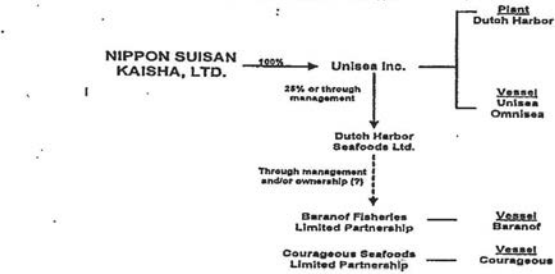 Plant
Dutch Harbor
NIPPON SUISAN
KAISHA, LTD.
100%
Unisea Inc.
25% or through
management
Vessel
Unisea
Omnisea
Dutch Harbor
Seafoods Ltd.
Through management
and/or ownership (?)
Baranof Fisheries
Limited Partnership
Vessel
Baranof
Courageous Seafoods
Limited Partnership
Vessel
Courageous